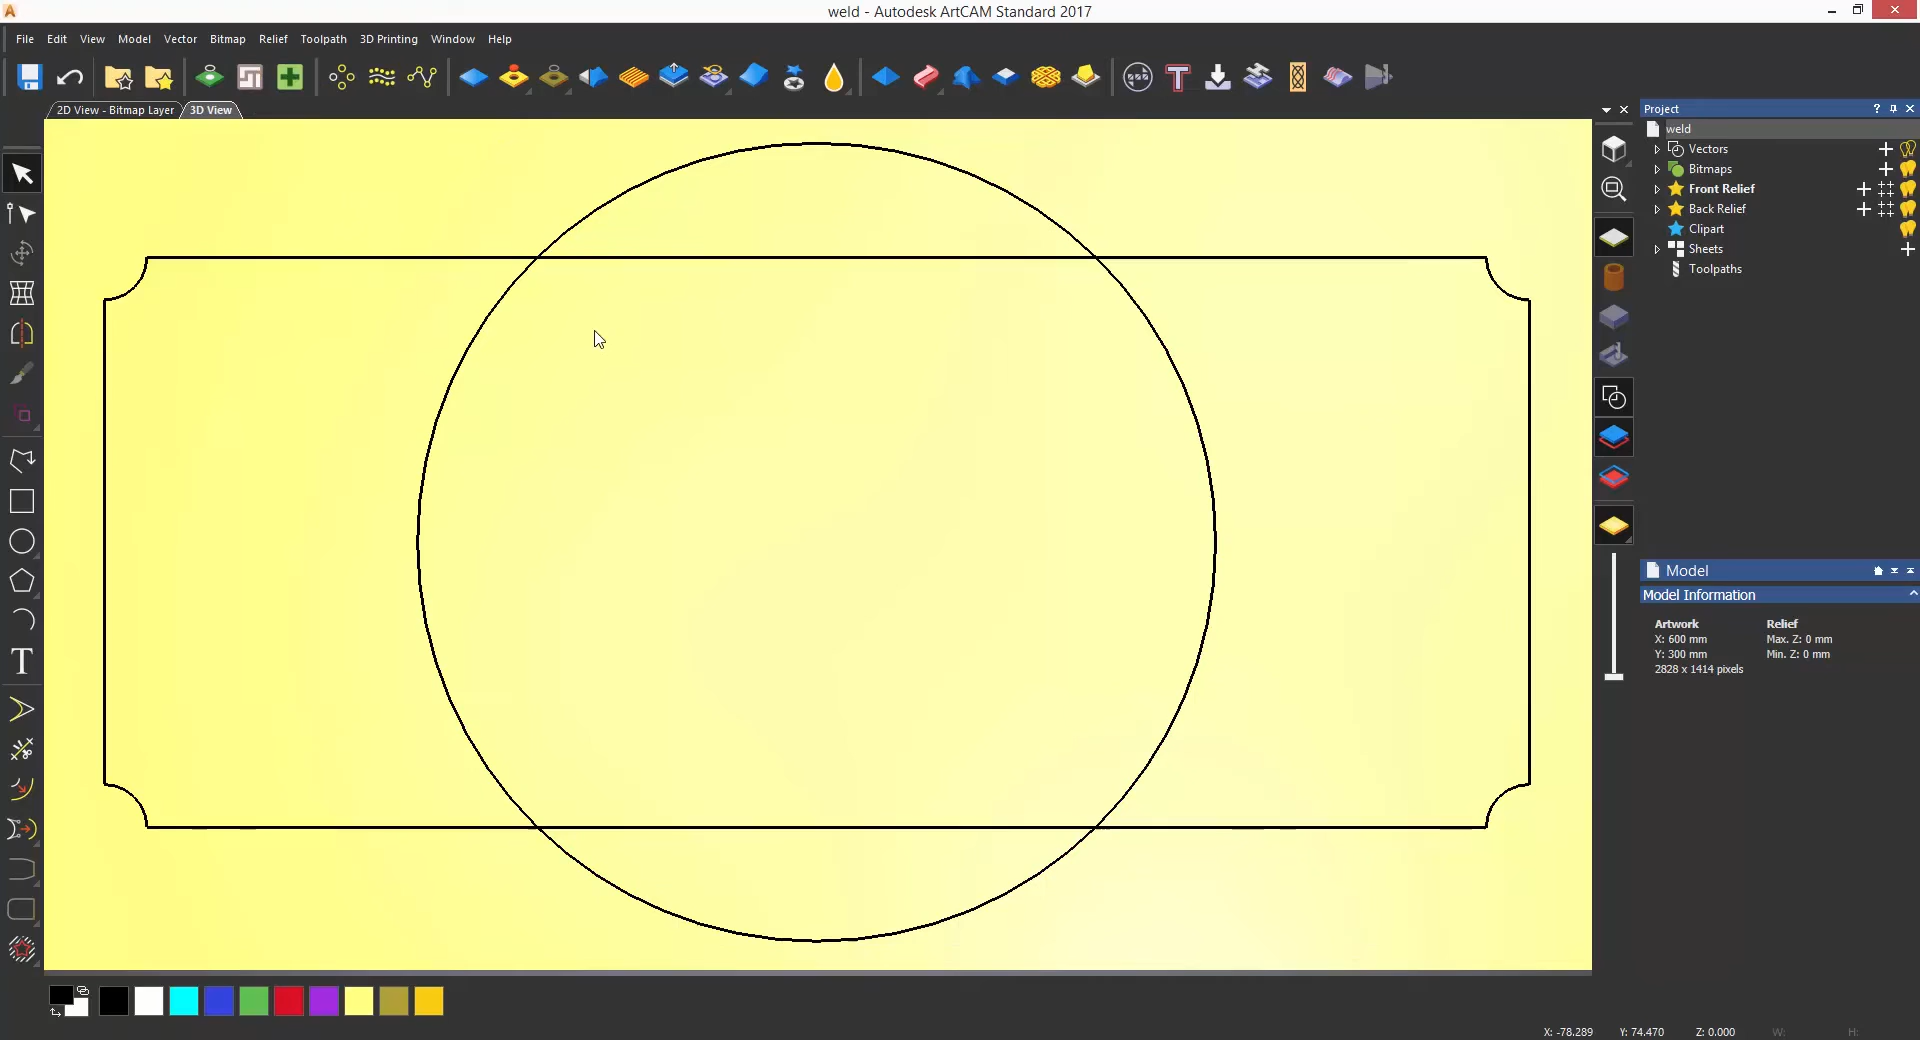 weld - Autodesk ArtCAM Standard 2017
File Edit View Model Vector Bitmap Relief Toolpath 3D Printing Window Help
2D View - Bitmap Layer 3D View
Project
weld
Vectors
Bitmaps
Front Relief
Back Relief
Clipart
Sheets
Toolpaths
Model
Model Information
Artwork Relief
X: 600 mm Max. Z: 0 mm
Y: 300 mm Min. Z: 0 mm
2828 x 1414 pixels
X: -78.289 Y: 74.470 Z: 0.000 W: H: